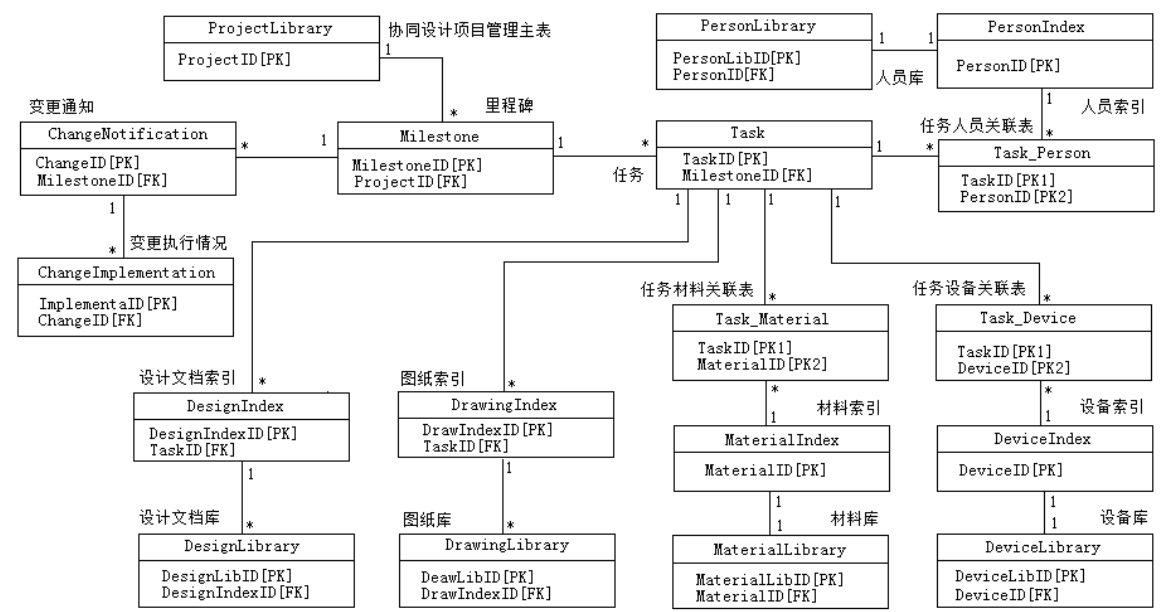 ProjectLibrary
ProjectID[PK]
协同设计项目管理主表
1
*
里程碑
PersonLibrary
PersonLibID[PK]
PersonID[FK]
1
1
人员库
PersonIndex
PersonID[PK]
1
人员索引
任务人员关联表
*
变更通知
ChangeNotification
ChangeID[PK]
MilestoneID[FK]
*
1
Milestone
MilestoneID[PK]
ProjectID[FK]
1
*
任务
Task
TaskID[PK]
MilestoneID[FK]
1
*
Task_Person
TaskID[PK1]
PersonID[PK2]
1
变更执行情况
*
ChangeImplementation
ImplementaID[PK]
ChangeID[FK]
1
1
1
1
任务材料关联表
*
Task_Material
TaskID[PK1]
MaterialID[PK2]
任务设备关联表
*
Task_Device
TaskID[PK1]
DeviceID[PK2]
设计文档索引
*
DesignIndex
DesignIndexID[PK]
TaskID[FK]
图纸索引
*
DrawingIndex
DrawIndexID[PK]
TaskID[FK]
*
1
材料索引
MaterialIndex
MaterialID[PK]
*
1
设备索引
DeviceIndex
DeviceID[PK]
1
设计文档库
*
DesignLibrary
DesignLibID[PK]
DesignIndexID[FK]
1
图纸库
*
DrawingLibrary
DeawLibID[PK]
DrawIndexID[FK]
1
1
材料库
MaterialLibrary
MaterialLibID[PK]
MaterialID[FK]
1
1
设备库
DeviceLibrary
DeviceLibID[PK]
DeviceID[FK]